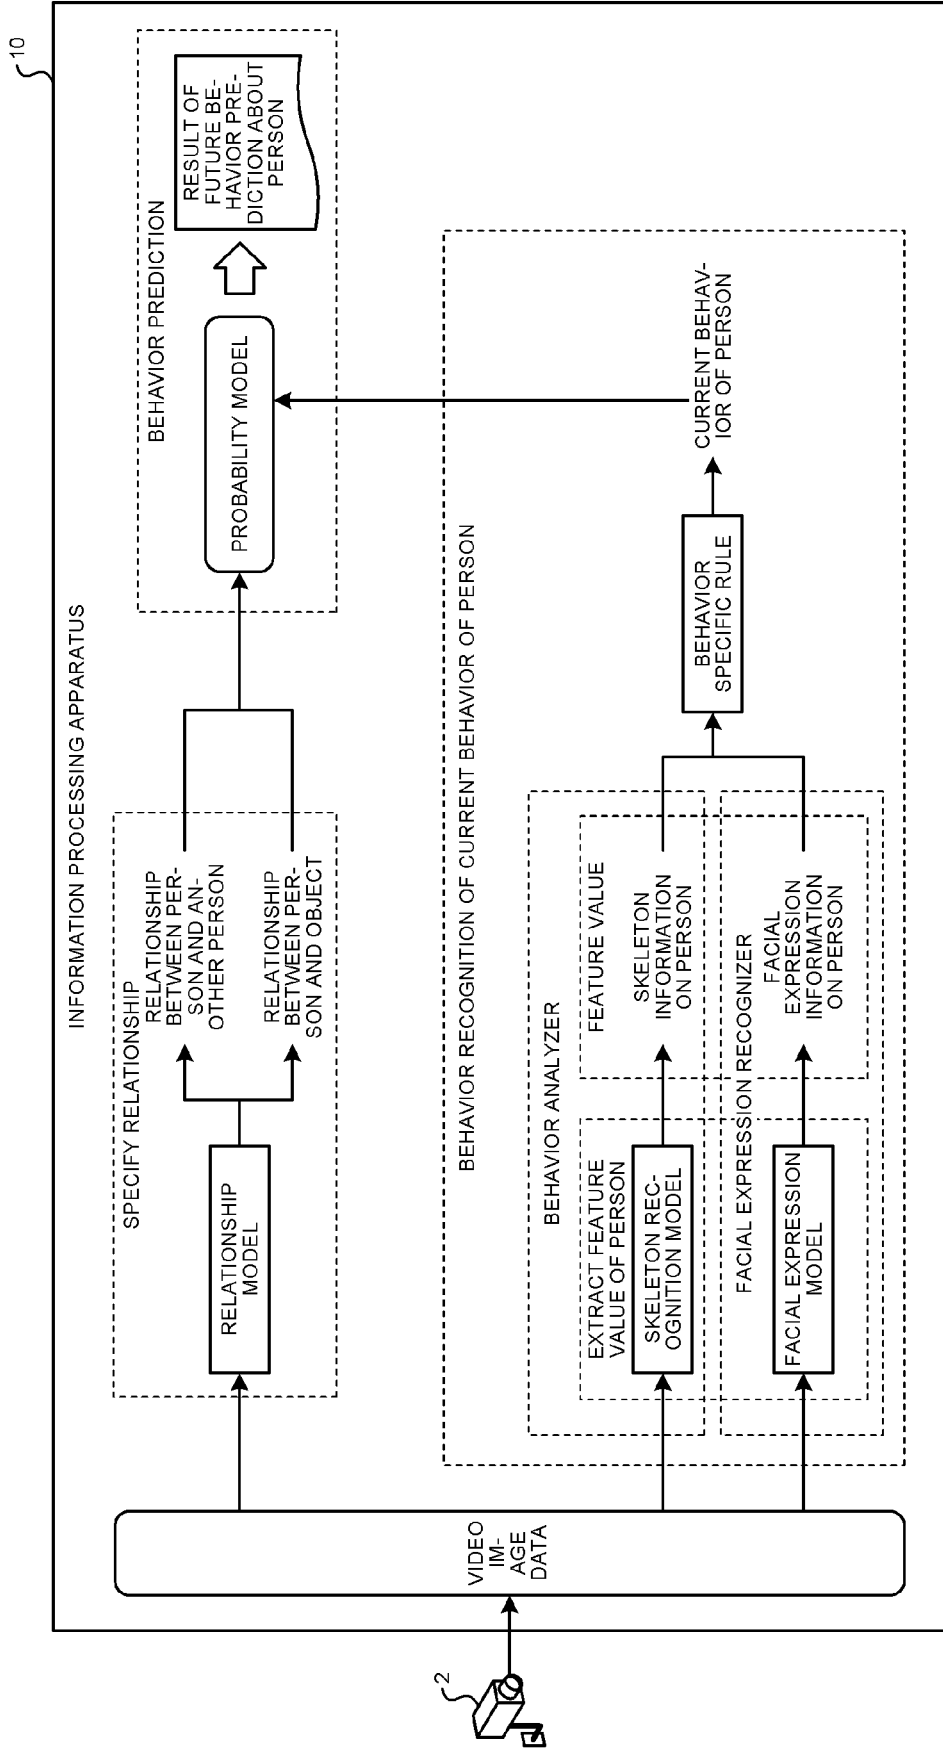 10
INFORMATION PROCESSING APPARATUS
2
VIDEO
IM-
AGE
DATA
SPECIFY RELATIONSHIP
RELATIONSHIP
MODEL
RELATIONSHIP
BETWEEN PER-
SON AND AN-
OTHER PERSON
RELATIONSHIP
BETWEEN PER-
SON AND OBJECT
BEHAVIOR PREDICTION
PROBABILITY MODEL
RESULT OF
FUTURE BE-
HAVIOR PRE-
DICTION ABOUT
PERSON
BEHAVIOR RECOGNITION OF CURRENT BEHAVIOR OF PERSON
BEHAVIOR ANALYZER
EXTRACT FEATURE
VALUE OF PERSON
SKELETON REC-
OGNITION MODEL
FEATURE VALUE
SKELETON
INFORMATION
ON PERSON
FACIAL EXPRESSION RECOGNIZER
FACIAL EXPRESSION
MODEL
FACIAL
EXPRESSION
INFORMATION
ON PERSON
BEHAVIOR
SPECIFIC RULE
CURRENT BEHAV-
IOR OF PERSON